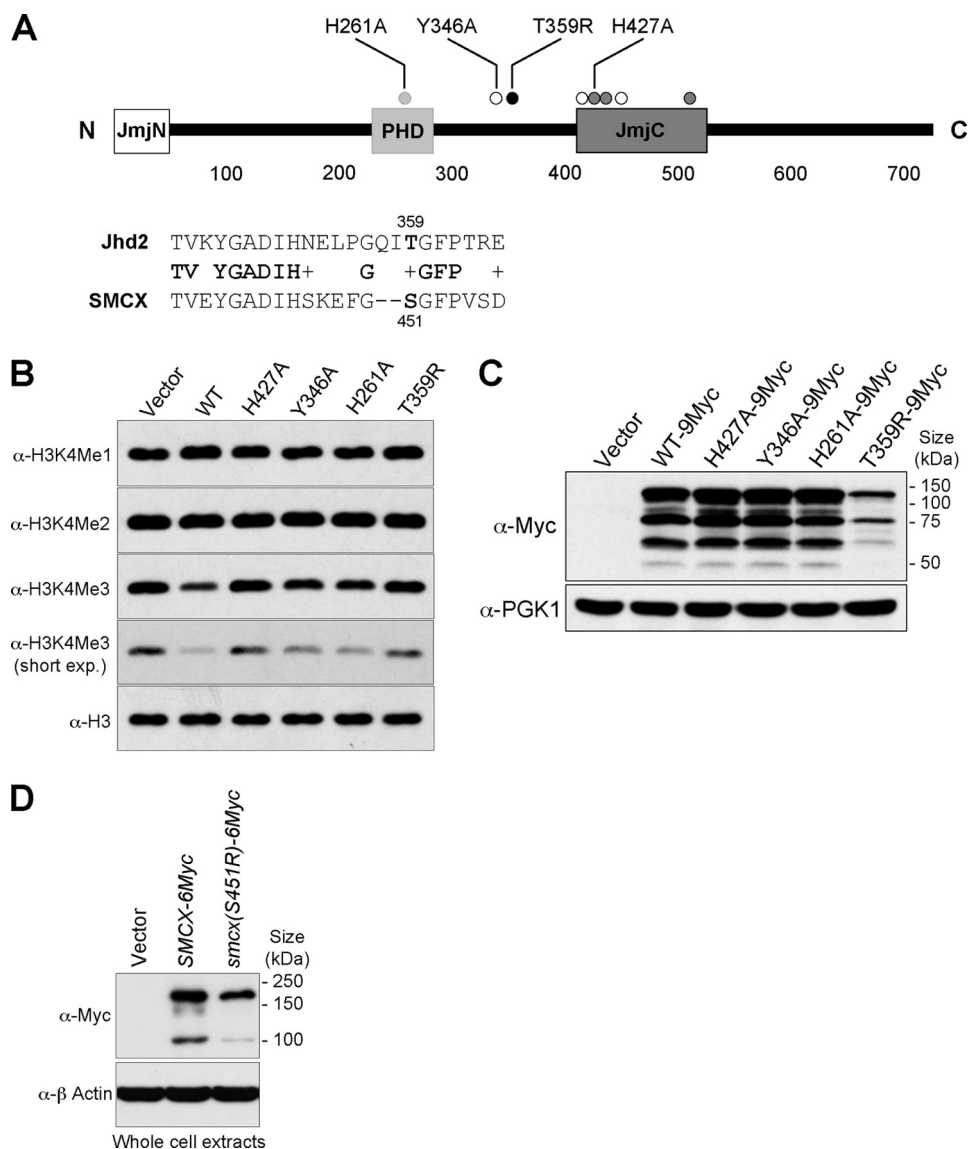 A
H261A Y346A T359R H427A
N JmjN PHD JmjC C
100 200 300 400 500 600 700
359
Jhd2 TVKYGADIHNELPGQITGFPTRE
TV YGADIH+ G +GFP +
SMCX TVEYGADIHSKEFG--SGFPVSD
451
B
Vector WT H427A Y346A H261A T359R
α-H3K4Me1
α-H3K4Me2
α-H3K4Me3
α-H3K4Me3
(short exp.)
α-H3
C
Vector WT-9Myc H427A-9Myc Y346A-9Myc H261A-9Myc T359R-9Myc
Size
(kDa)
- 150
- 100
α-Myc - 75
- 50
α-PGK1
D
Vector SMCX-6Myc smcx(S451R)-6Myc
Size
(kDa)
- 250
α-Myc - 150
- 100
α-β Actin
Whole cell extracts